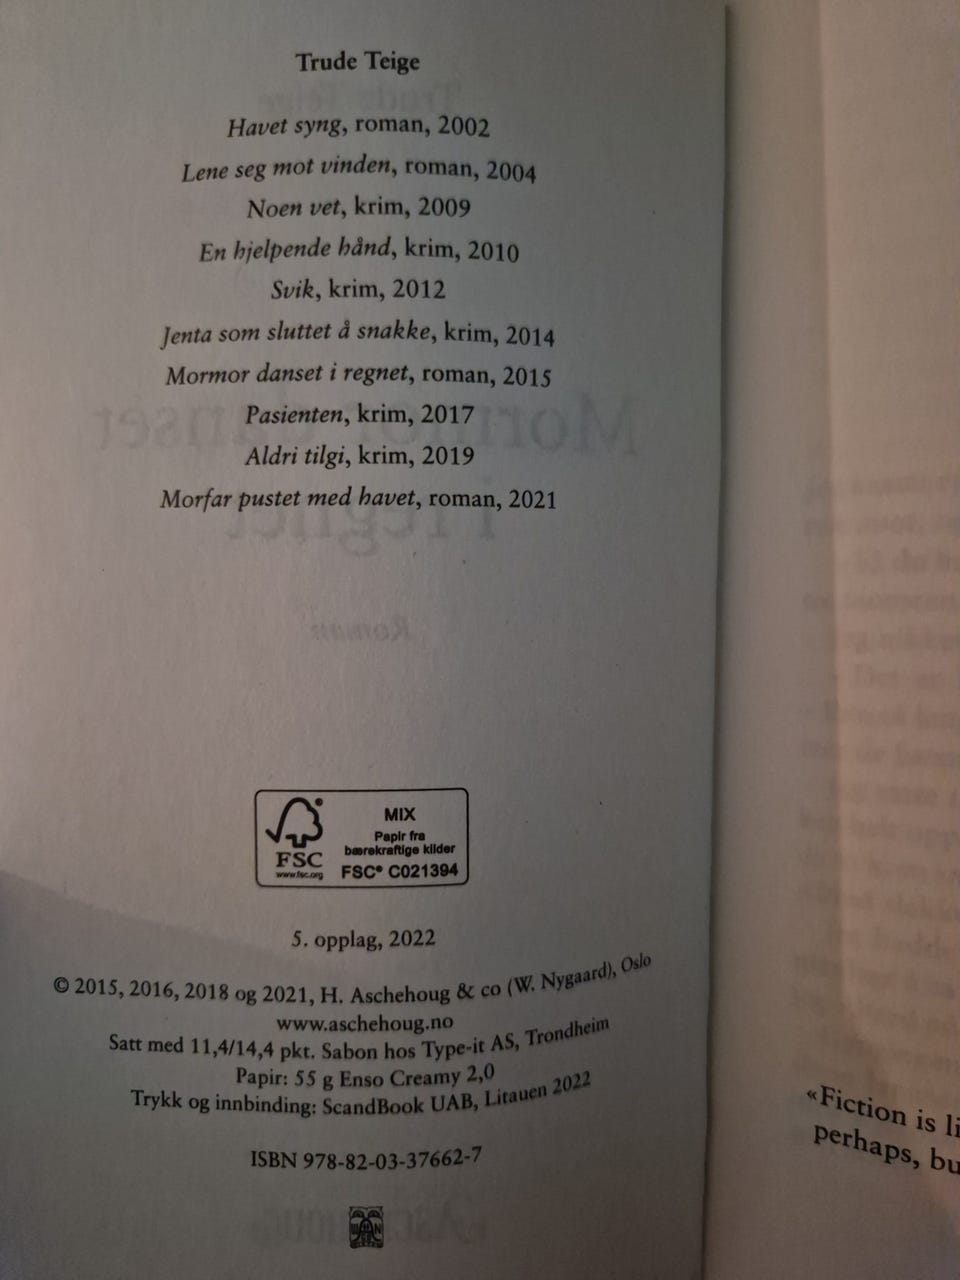 Trude Teige
Havet syng, roman, 2002
Lene seg mot vinden, roman, 2004
Noen vet, krim, 2009
En hjelpende hånd, krim, 2010
Svik, krim, 2012
Jenta som sluttet å snakke, krim, 2014
Mormor danset i regnet, roman, 2015
Pasienten, krim, 2017
Aldri tilgi, krim, 2019
Morfar pustet med havet, roman, 2021
MIX
Papir fra
bærekraftige kilder
FSC® C021394
FSC
www.fsc.org
5. opplag, 2022
© 2015, 2016, 2018 og 2021, H. Aschehoug & co (W. Nygaard), Oslo
www.aschehoug.no
Satt med 11,4/14,4 pkt. Sabon hos Type-it AS, Trondheim
Papir: 55 g Enso Creamy 2,0
Trykk og innbinding: ScandBook UAB, Litauen 2022
ISBN 978-82-03-37662-7
«Fiction is
perhaps,